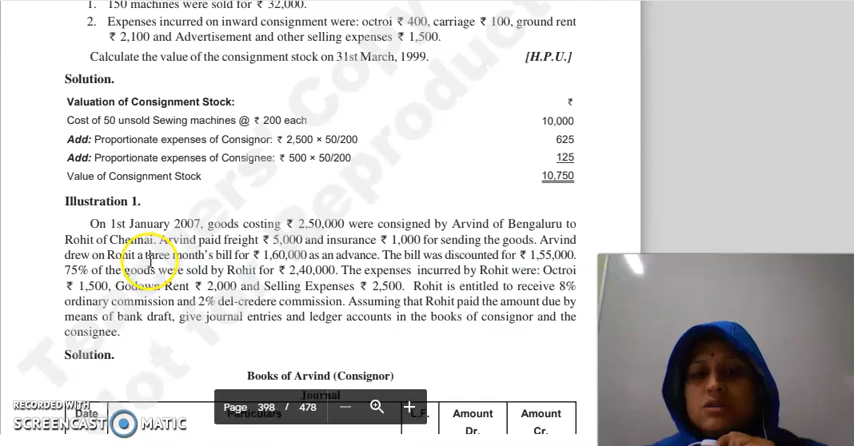 1. 150 machines were sold for ₹ 32,000.
2. Expenses incurred on inward consignment were: octroi ₹ 400, carriage ₹ 100, ground rent
₹ 2,100 and Advertisement and other selling expenses ₹ 1,500.
Calculate the value of the consignment stock on 31st March, 1999. [H.P.U.]
Solution.
Valuation of Consignment Stock: ₹
Cost of 50 unsold Sewing machines @ ₹ 200 each 10,000
Add: Proportionate expenses of Consignor: ₹ 2,500 × 50/200 625
Add: Proportionate expenses of Consignee: ₹ 500 × 50/200 125
Value of Consignment Stock 10,750
Illustration 1.
On 1st January 2007, goods costing ₹ 2,50,000 were consigned by Arvind of Bengaluru to
Rohit of Chennai. Arvind paid freight ₹ 5,000 and insurance ₹ 1,000 for sending the goods. Arvind
drew on Rohit a three month's bill for ₹ 1,60,000 as an advance. The bill was discounted for ₹ 1,55,000.
75% of the goods were sold by Rohit for ₹ 2,40,000. The expenses incurred by Rohit were: Octroi
₹ 1,500, Godown Rent ₹ 2,000 and Selling Expenses ₹ 2,500. Rohit is entitled to receive 8%
ordinary commission and 2% del-credere commission. Assuming that Rohit paid the amount due by
means of bank draft, give journal entries and ledger accounts in the books of consignor and the
consignee.
Solution.
Books of Arvind (Consignor)
Journal
Date Particulars L.F. Amount Amount
Dr. Cr.
Page 398 / 478
RECORDED WITH
SCREENCAST MATIC